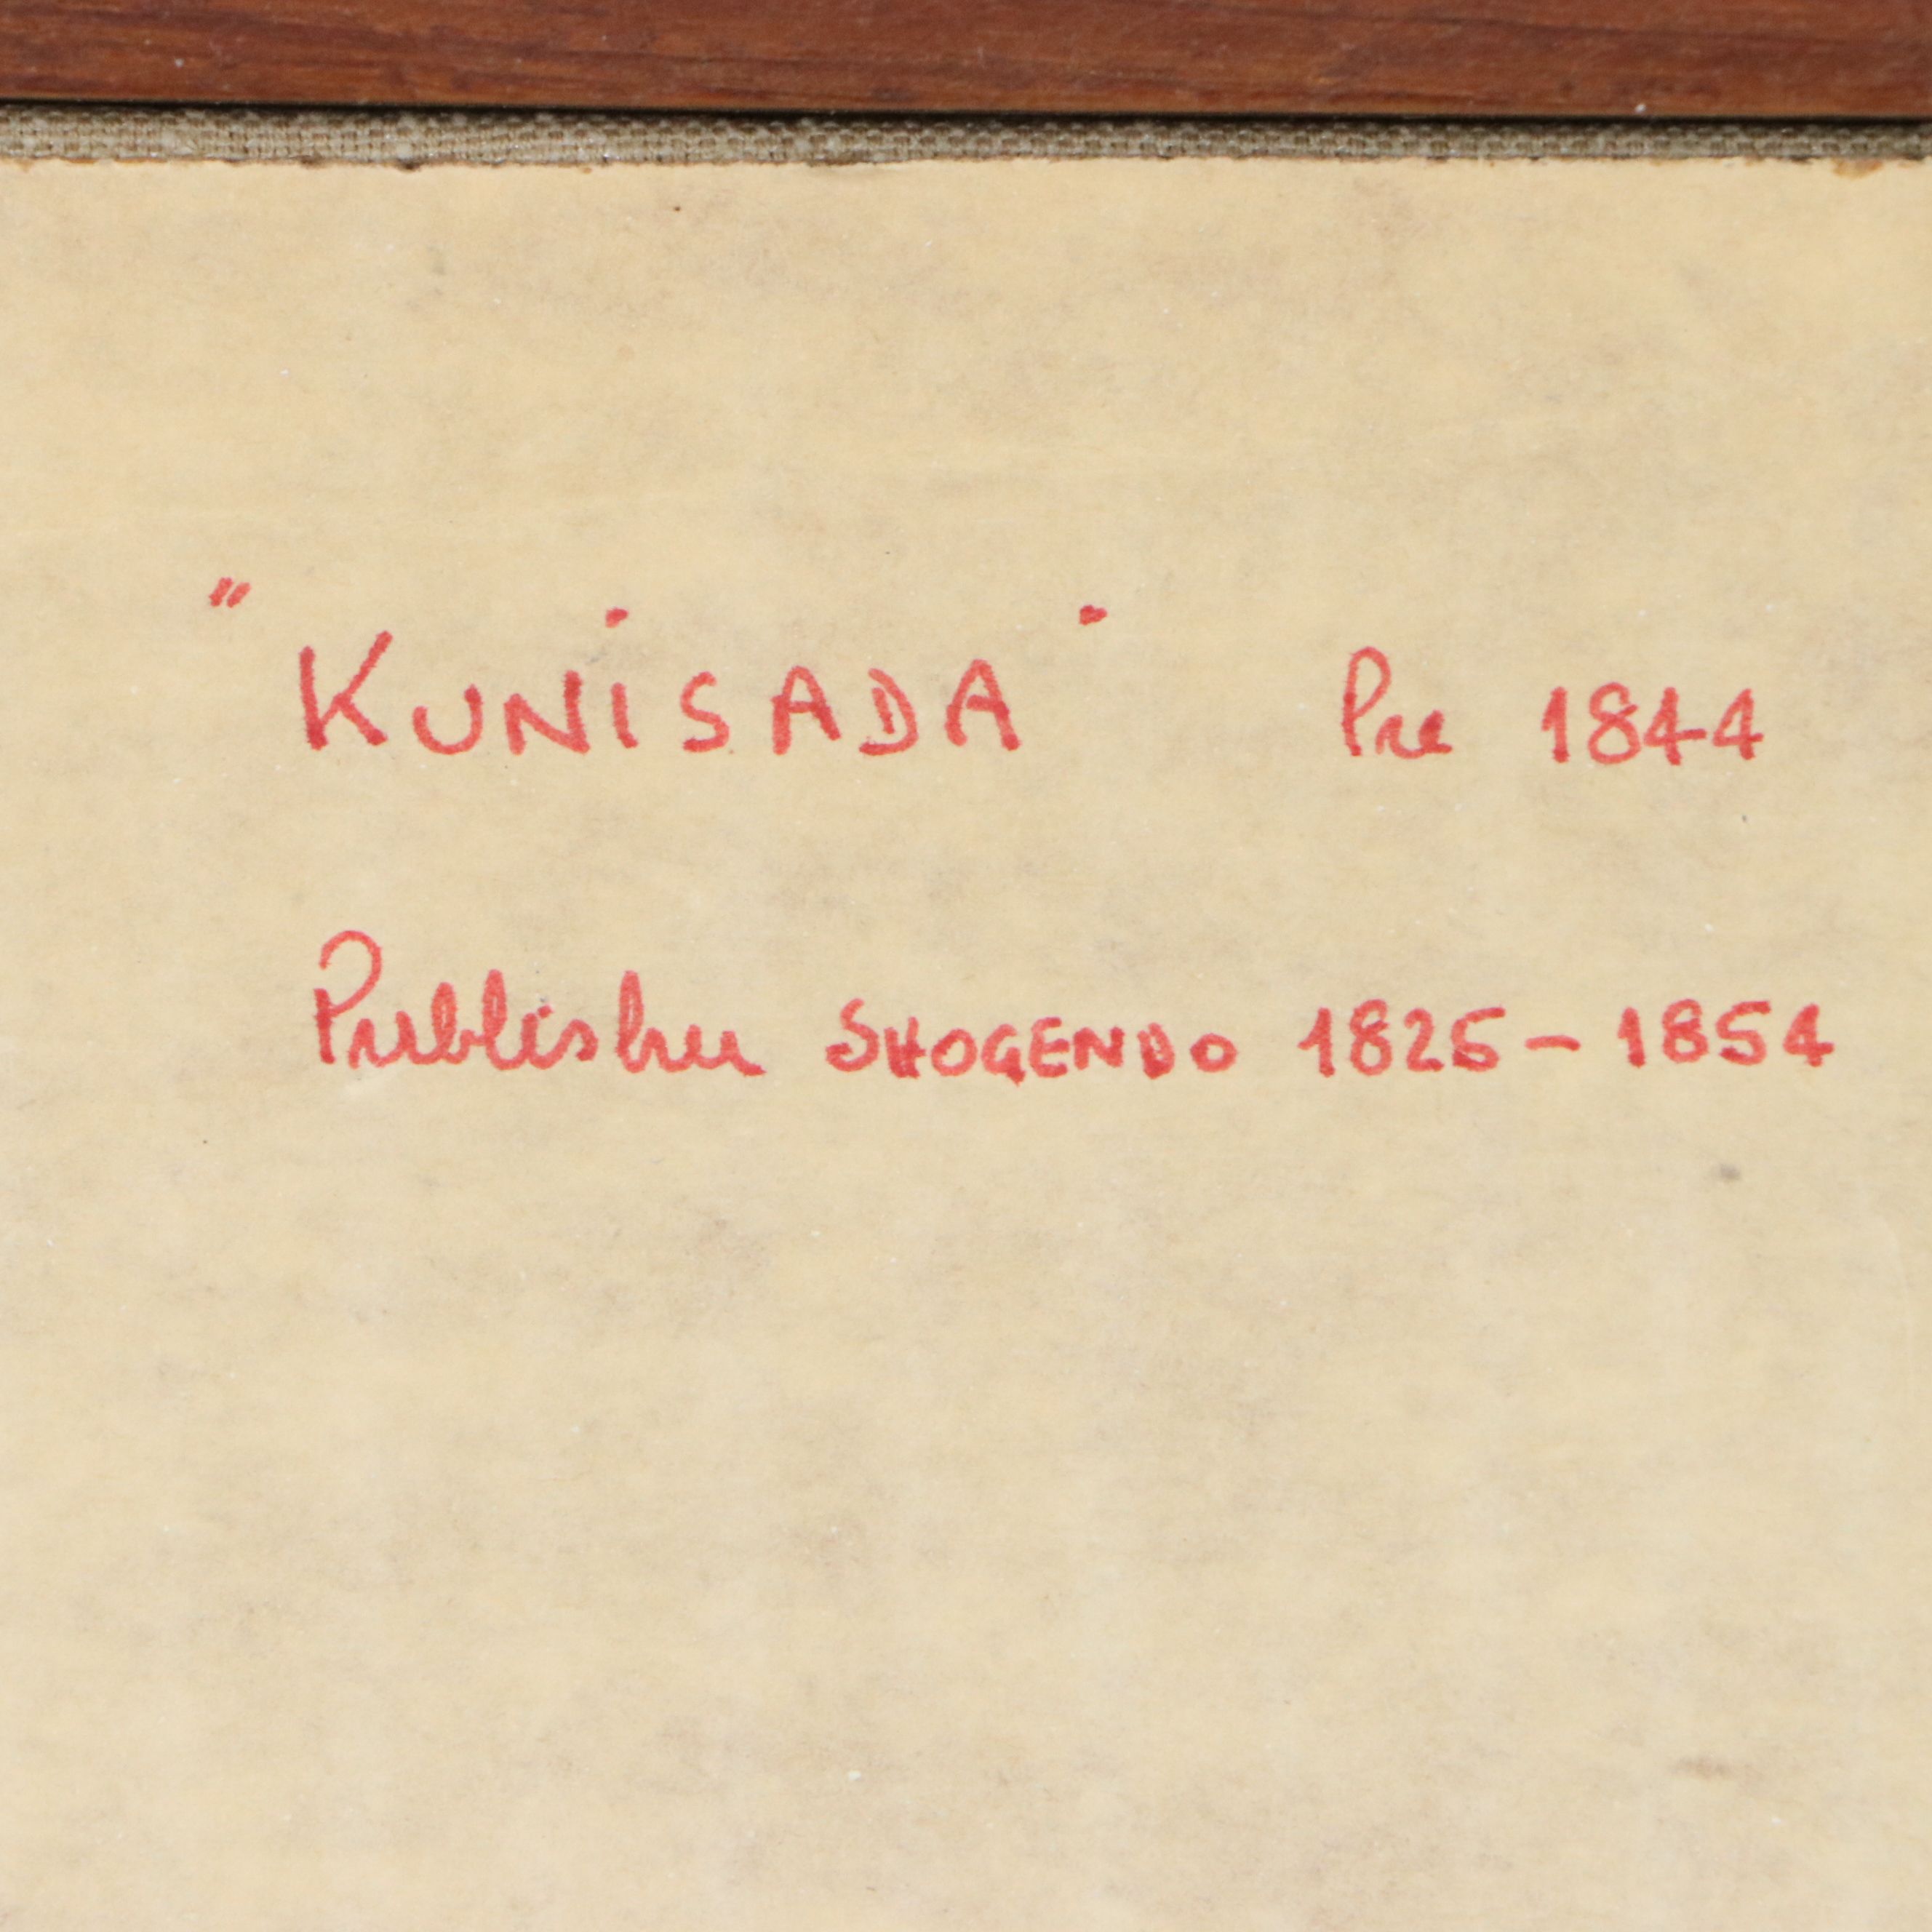 "KUNiSADA" Pre 1844
Publisher SHOGENDO 1825-1854